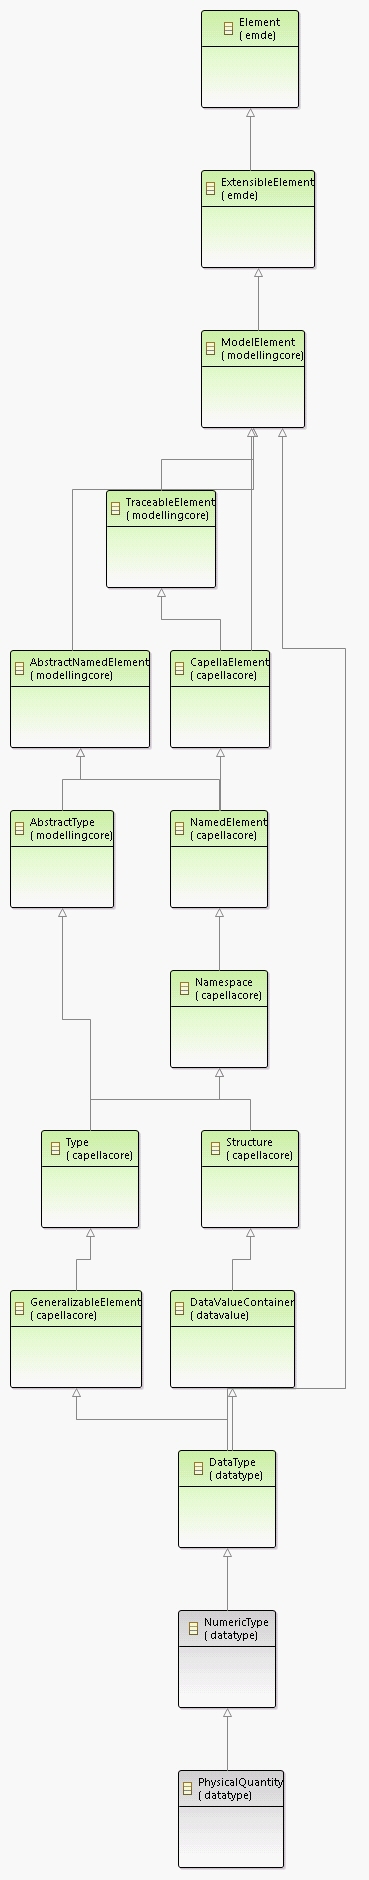 Element
( emde)
ExtensibleElement
( emde)
ModelElement
( modellingcore)
TraceableElement
( modellingcore)
AbstractNamedElement
( modellingcore)
CapellaElement
( capellacore)
AbstractType
( modellingcore)
NamedElement
( capellacore)
Namespace
( capellacore)
Type
( capellacore)
Structure
( capellacore)
GeneralizableElement
( capellacore)
DataValueContainer
( datavalue)
DataType
( datatype)
NumericType
( datatype)
PhysicalQuantity
( datatype)